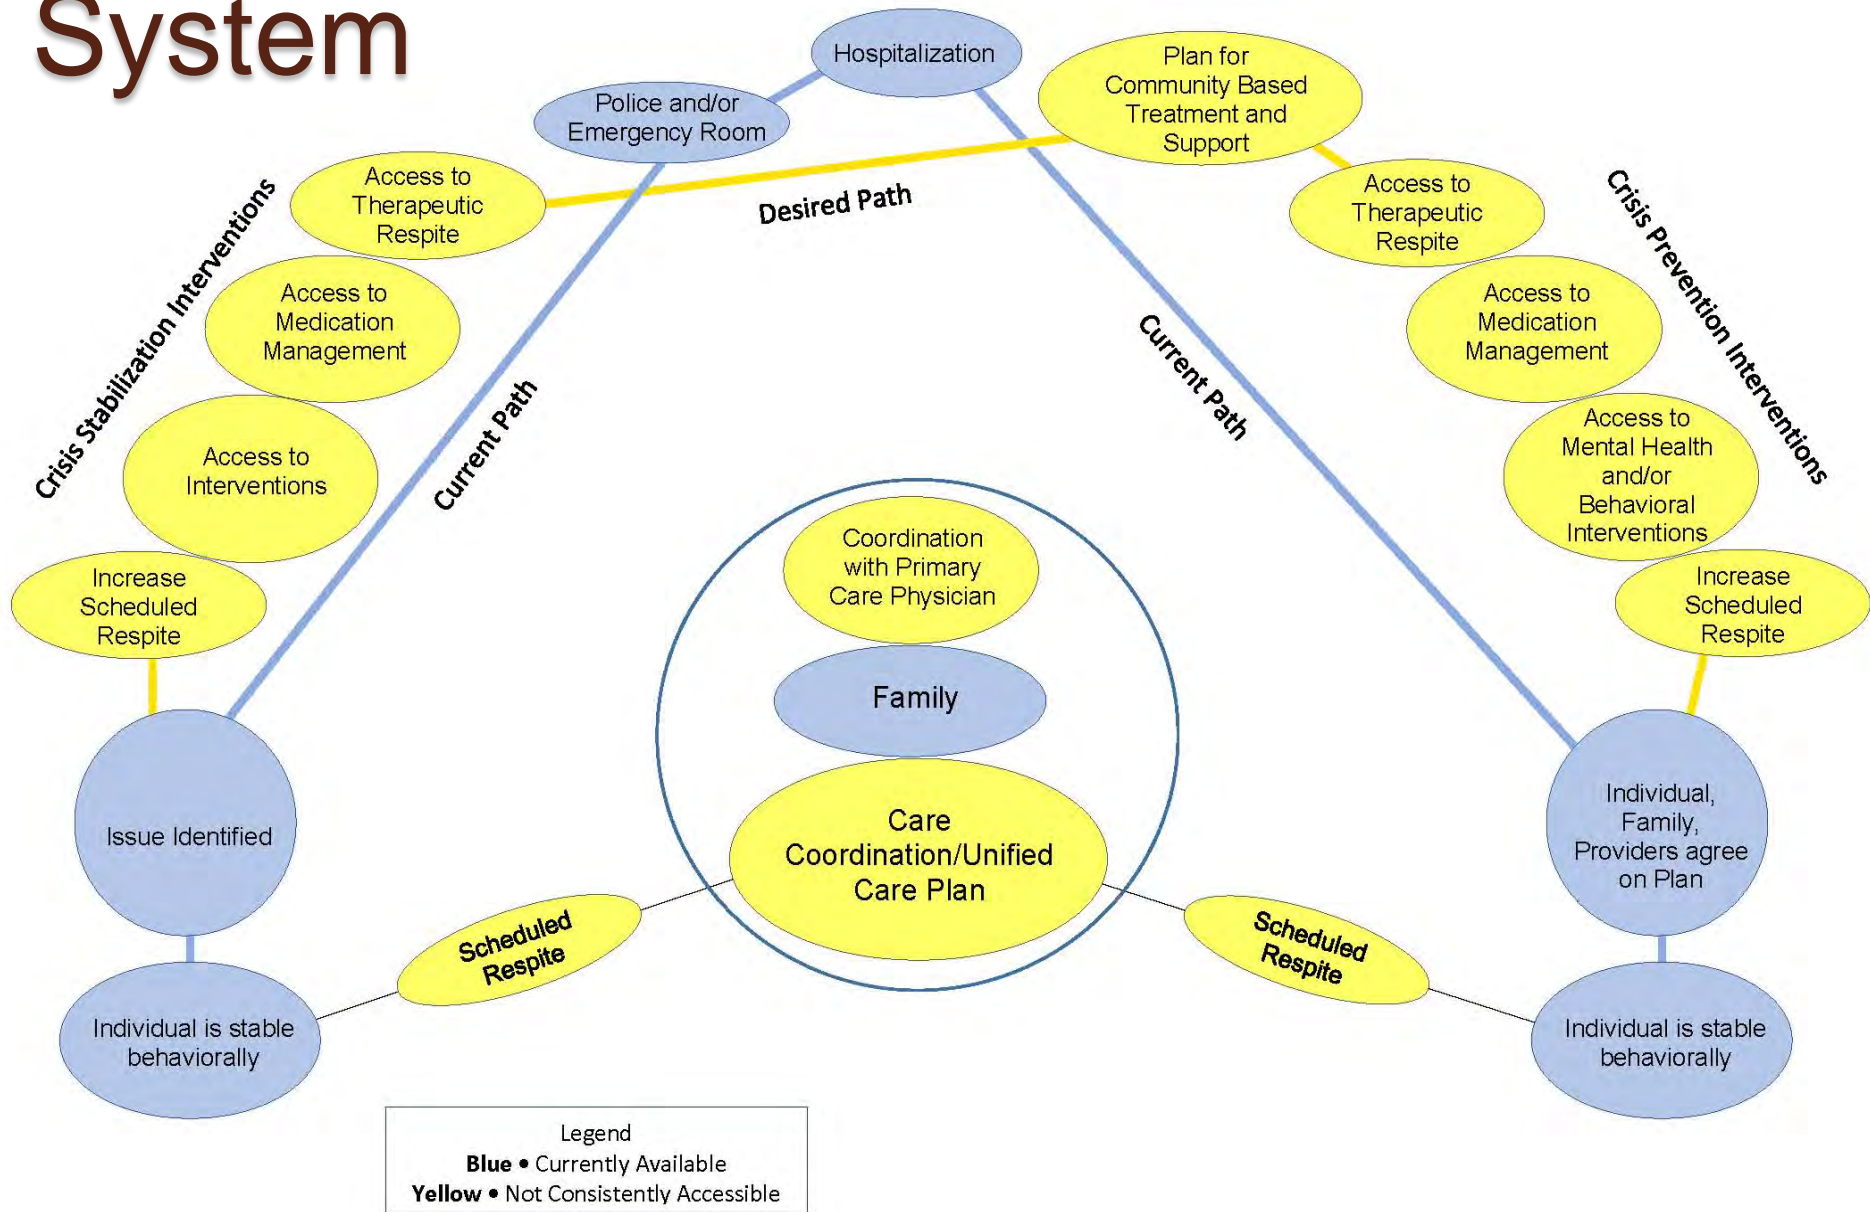 System
Hospitalization
Plan for
Community Based
Treatment and
Support
Police and/or
Emergency Room
Access to
Therapeutic
Respite
Desired Path
Access to
Therapeutic
Respite
Crisis Stabilization Interventions
Crisis Prevention Interventions
Access to
Medication
Management
Access to
Medication
Management
Current Path
Current Path
Access to
Interventions
Access to
Mental Health
and/or
Behavioral
Interventions
Increase
Scheduled
Respite
Coordination
with Primary
Care Physician
Increase
Scheduled
Respite
Family
Issue Identified
Care
Coordination/Unified
Care Plan
Individual,
Family,
Providers agree
on Plan
Scheduled
Respite
Scheduled
Respite
Individual is stable
behaviorally
Individual is stable
behaviorally
Legend
Blue • Currently Available
Yellow • Not Consistently Accessible